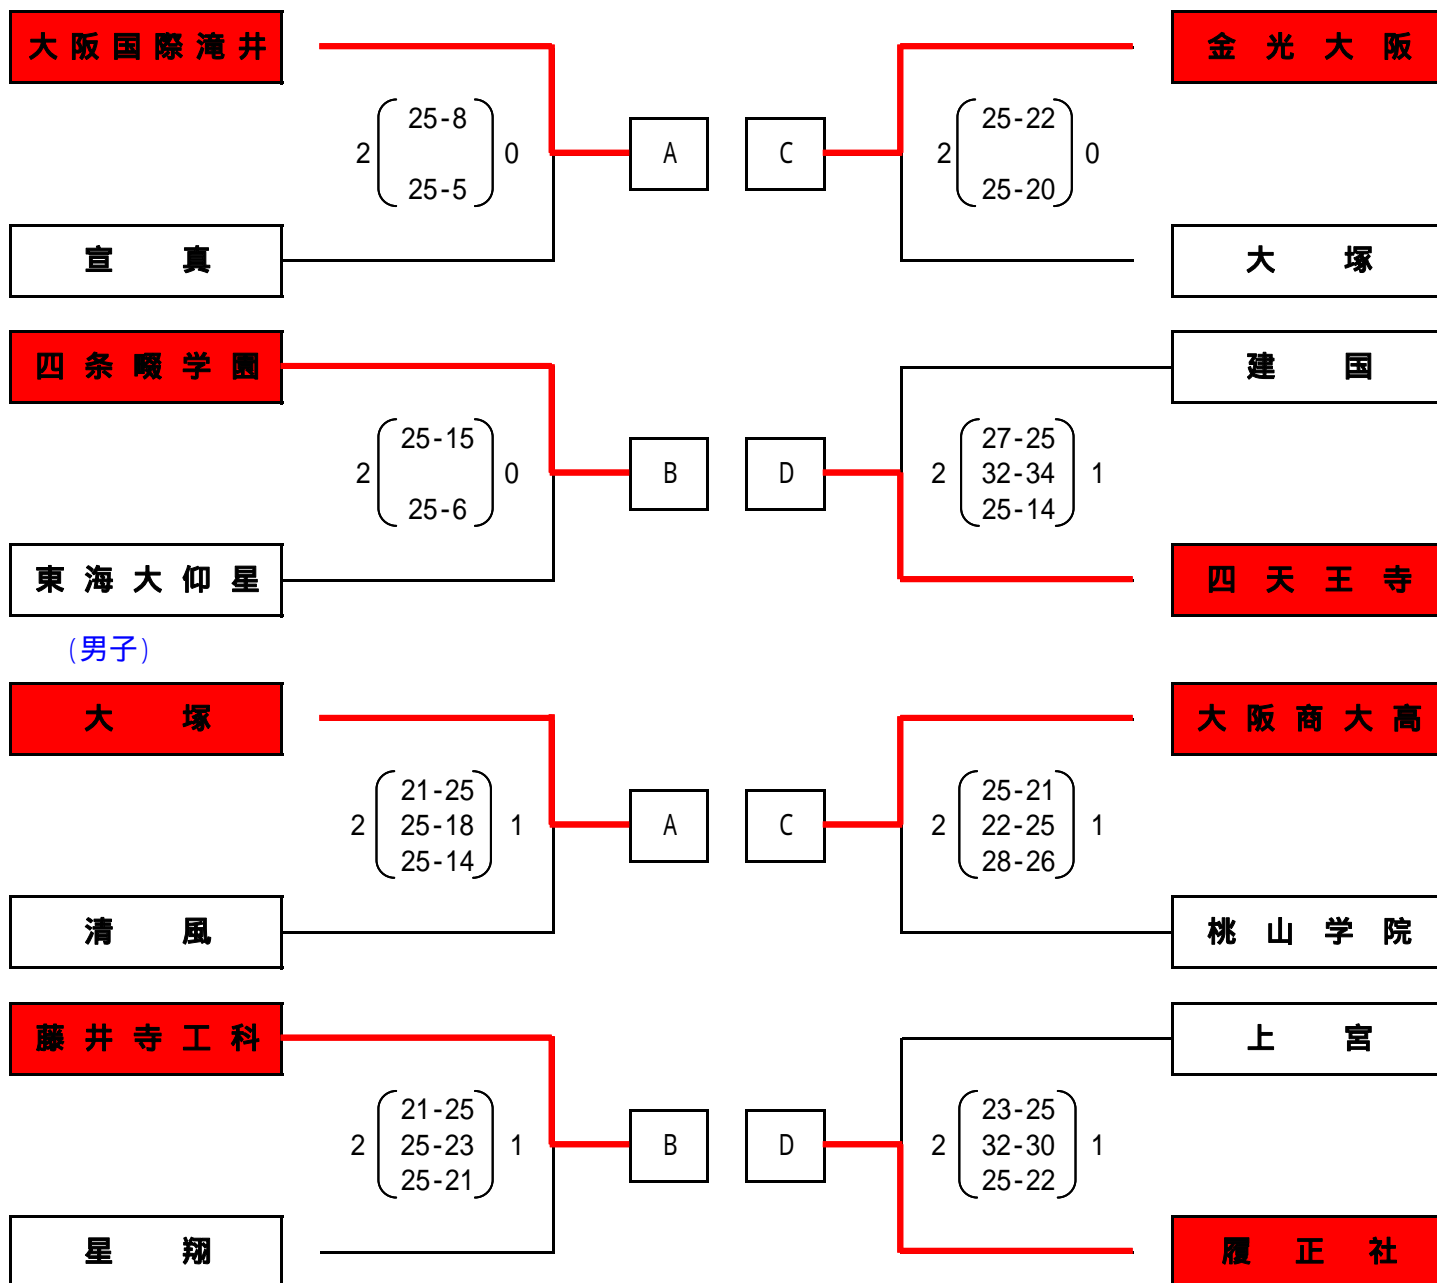 大阪国際滝井
金光大阪
25-8
2 0
25-5
A
C
25-22
2 0
25-20
宣真
大塚
四条畷学園
建国
25-15
2 0
25-6
B
D
27-25
2 32-34 1
25-14
東海大仰星
四天王寺
(男子)
大塚
大阪商大高
21-25
2 25-18 1
25-14
A
C
25-21
2 22-25 1
28-26
清風
桃山学院
藤井寺工科
上宮
21-25
2 25-23 1
25-21
B
D
23-25
2 32-30 1
25-22
星翔
履正社